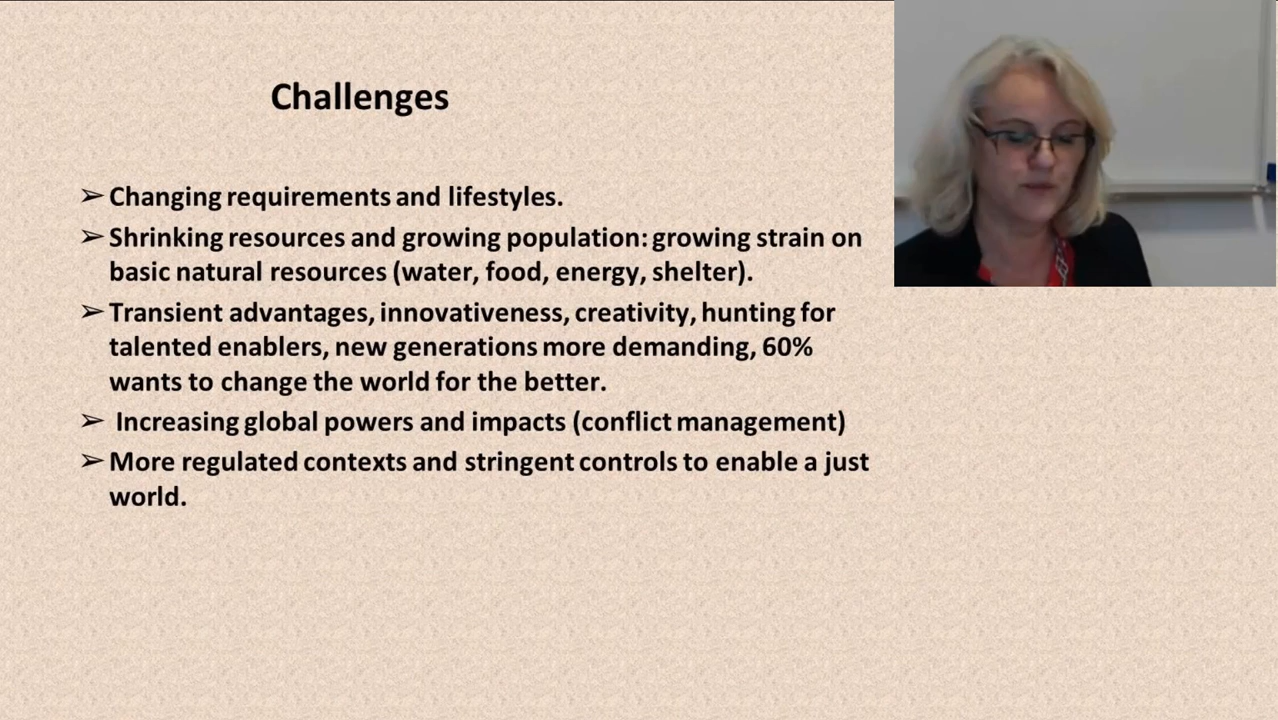 Challenges
➢ Changing requirements and lifestyles.
➢ Shrinking resources and growing population: growing strain on
basic natural resources (water, food, energy, shelter).
➢ Transient advantages, innovativeness, creativity, hunting for
talented enablers, new generations more demanding, 60%
wants to change the world for the better.
➢ Increasing global powers and impacts (conflict management)
➢ More regulated contexts and stringent controls to enable a just
world.